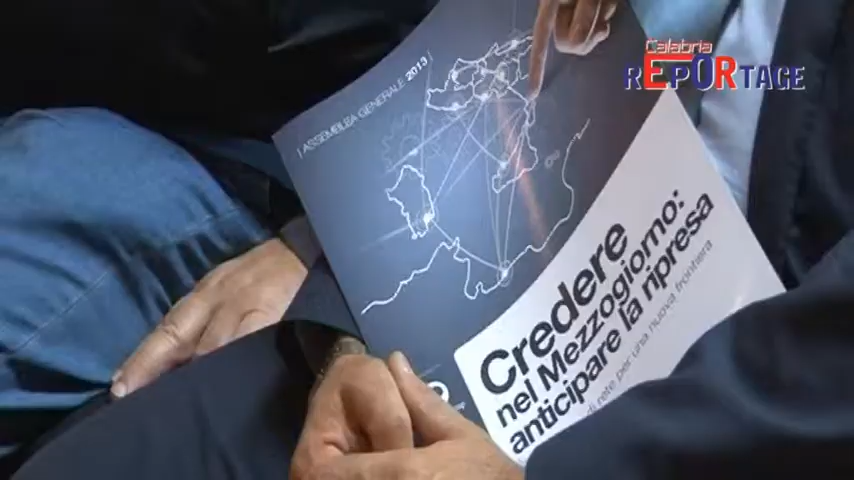 Calabria
REPORTAGE
ASSEMBLEA GENERALE 2013
Credere
nel Mezzogiorno:
anticipare la ripresa
di rete per una nuova frontiera